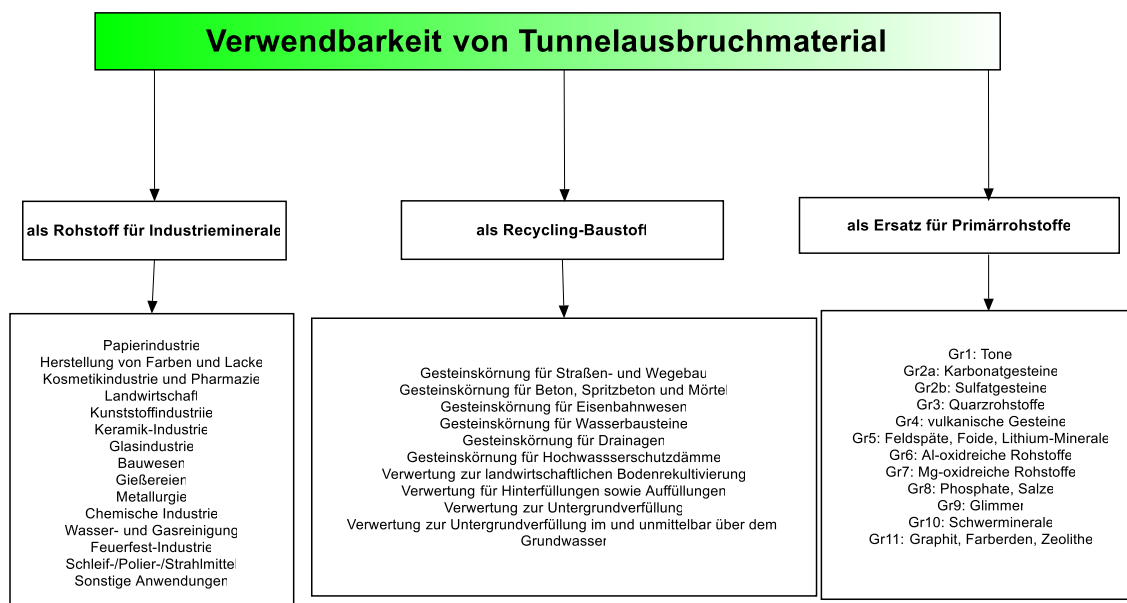 Verwendbarkeit von Tunnelausbruchmaterial
als Rohstoff für Industrieminerale
als Recycling-Baustoff
als Ersatz für Primärrohstoffe
Papierindustrie
Herstellung von Farben und Lacke
Kosmetikindustrie und Pharmazie
Landwirtschaft
Kunststoffindustriie
Keramik-Industrie
Glasindustrie
Bauwesen
Gießereien
Metallurgie
Chemische Industrie
Wasser- und Gasreinigung
Feuerfest-Industrie
Schleif-/Polier-/Strahlmittel
Sonstige Anwendungen
Gesteinskörnung für Straßen- und Wegebau
Gesteinskörnung für Beton, Spritzbeton und Mörtel
Gesteinskörnung für Eisenbahnwesen
Gesteinskörnung für Wasserbausteine
Gesteinskörnung für Drainagen
Gesteinskörnung für Hochwassserschutzdämme
Verwertung zur landwirtschaftlichen Bodenrekultivierung
Verwertung für Hinterfüllungen sowie Auffüllungen
Verwertung zur Untergrundverfüllung
Verwertung zur Untergrundverfüllung im und unmittelbar über dem
Grundwasser
Gr1: Tone
Gr2a: Karbonatgesteine
Gr2b: Sulfatgesteine
Gr3: Quarzrohstoffe
Gr4: vulkanische Gesteine
Gr5: Feldspäte, Foide, Lithium-Minerale
Gr6: Al-oxidreiche Rohstoffe
Gr7: Mg-oxidreiche Rohstoffe
Gr8: Phosphate, Salze
Gr9: Glimmer
Gr10: Schwerminerale
Gr11: Graphit, Farberden, Zeolithe